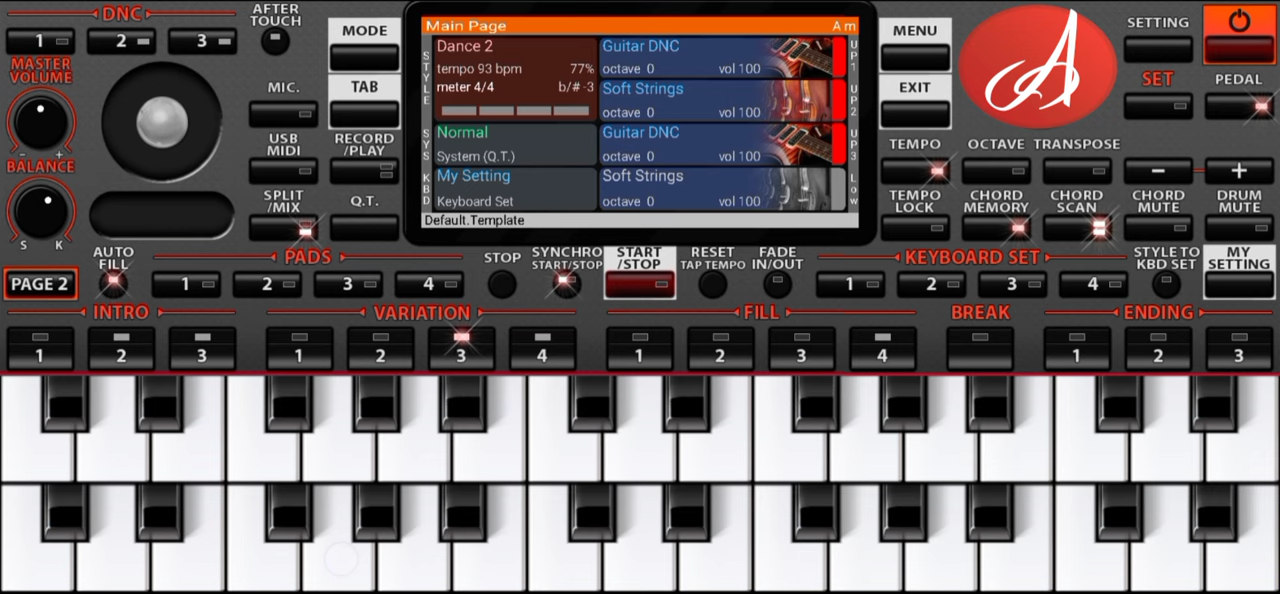 DNC
1 2 3
AFTER
TOUCH
MODE
MENU
SETTING
MASTER
VOLUME
- +
MIC.
TAB
EXIT
SET
PEDAL
USB
MIDI
RECORD
/PLAY
BALANCE
S K
SPLIT
/MIX
Q.T.
Main Page
A m
STYLE
Dance 2
tempo 93 bpm 77%
meter 4/4 b/# -3
SYS
Normal
System (Q.T.)
KBD
My Setting
Keyboard Set
Guitar DNC
octave 0 vol 100
UP1
Soft Strings
octave 0 vol 100
UP2
Guitar DNC
octave 0 vol 100
UP3
Soft Strings
octave 0 vol 100
Low
Default.Template
A
TEMPO
OCTAVE
TRANSPOSE
- +
TEMPO
LOCK
CHORD
MEMORY
CHORD
SCAN
CHORD
MUTE
DRUM
MUTE
PAGE 2
AUTO
FILL
PADS
1 2 3 4
STOP
SYNCHRO
START/STOP
START
/STOP
RESET
TAP TEMPO
FADE
IN/OUT
KEYBOARD SET
1 2 3 4
STYLE TO
KBD SET
MY
SETTING
INTRO
1 2 3
VARIATION
1 2 3 4
FILL
1 2 3 4
BREAK
ENDING
1 2 3